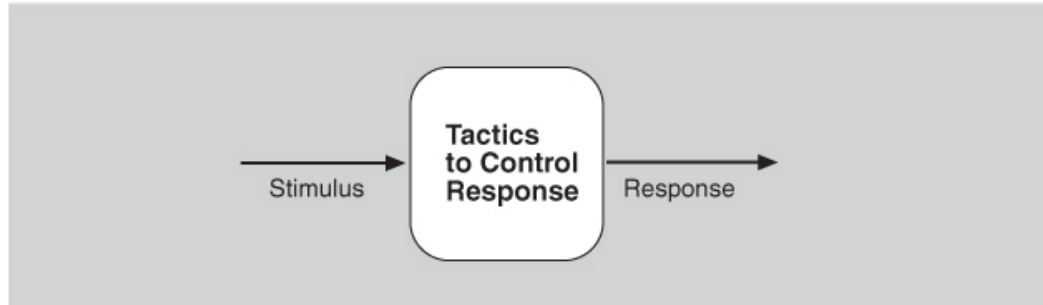 Stimulus
Tactics
to Control
Response
Response